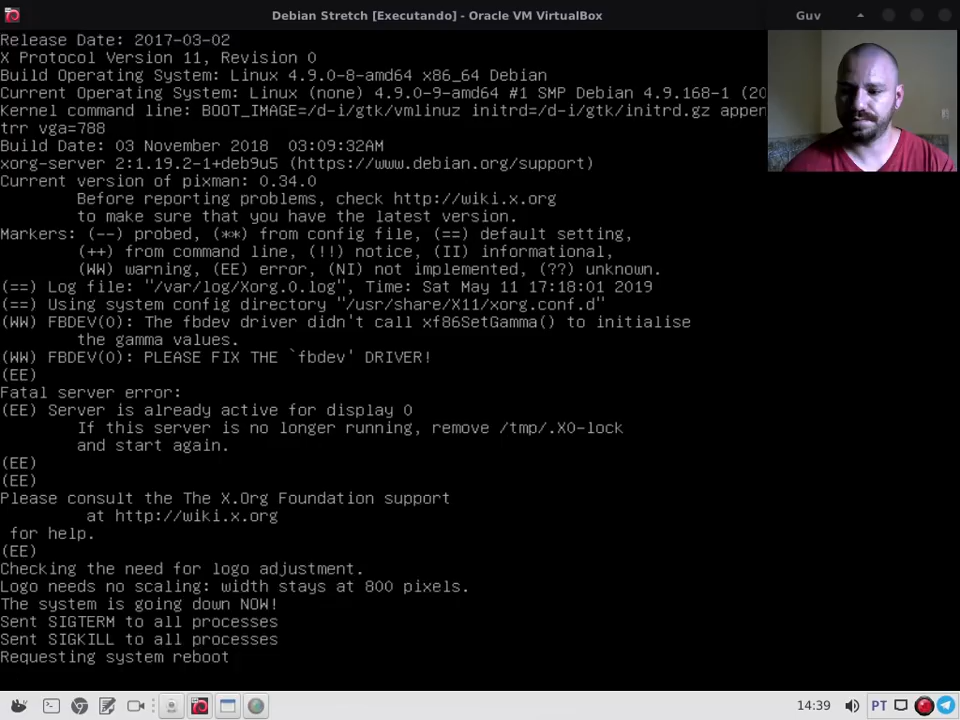 Debian Stretch [Executando] - Oracle VM VirtualBox
Guv
Release Date: 2017-03-02
X Protocol Version 11, Revision 0
Build Operating System: Linux 4.9.0-8-amd64 x86_64 Debian
Current Operating System: Linux (none) 4.9.0-9-amd64 #1 SMP Debian 4.9.168-1 (20
Kernel command line: BOOT_IMAGE=/d-i/gtk/vmlinuz initrd=/d-i/gtk/initrd.gz appen
trr vga=788
Build Date: 03 November 2018  03:09:32AM
xorg-server 2:1.19.2-1+deb9u5 (https://www.debian.org/support)
Current version of pixman: 0.34.0
Before reporting problems, check http://wiki.x.org
to make sure that you have the latest version.
Markers: (--) probed, (**) from config file, (==) default setting,
(++) from command line, (!!) notice, (II) informational,
(WW) warning, (EE) error, (NI) not implemented, (??) unknown.
(==) Log file: "/var/log/Xorg.0.log", Time: Sat May 11 17:18:01 2019
(==) Using system config directory "/usr/share/X11/xorg.conf.d"
(WW) FBDEV(0): The fbdev driver didn't call xf86SetGamma() to initialise
the gamma values.
(WW) FBDEV(0): PLEASE FIX THE `fbdev' DRIVER!
(EE)
Fatal server error:
(EE) Server is already active for display 0
If this server is no longer running, remove /tmp/.X0-lock
and start again.
(EE)
(EE)
Please consult the The X.Org Foundation support
at http://wiki.x.org
for help.
(EE)
Checking the need for logo adjustment.
Logo needs no scaling: width stays at 800 pixels.
The system is going down NOW!
Sent SIGTERM to all processes
Sent SIGKILL to all processes
Requesting system reboot
14:39
PT